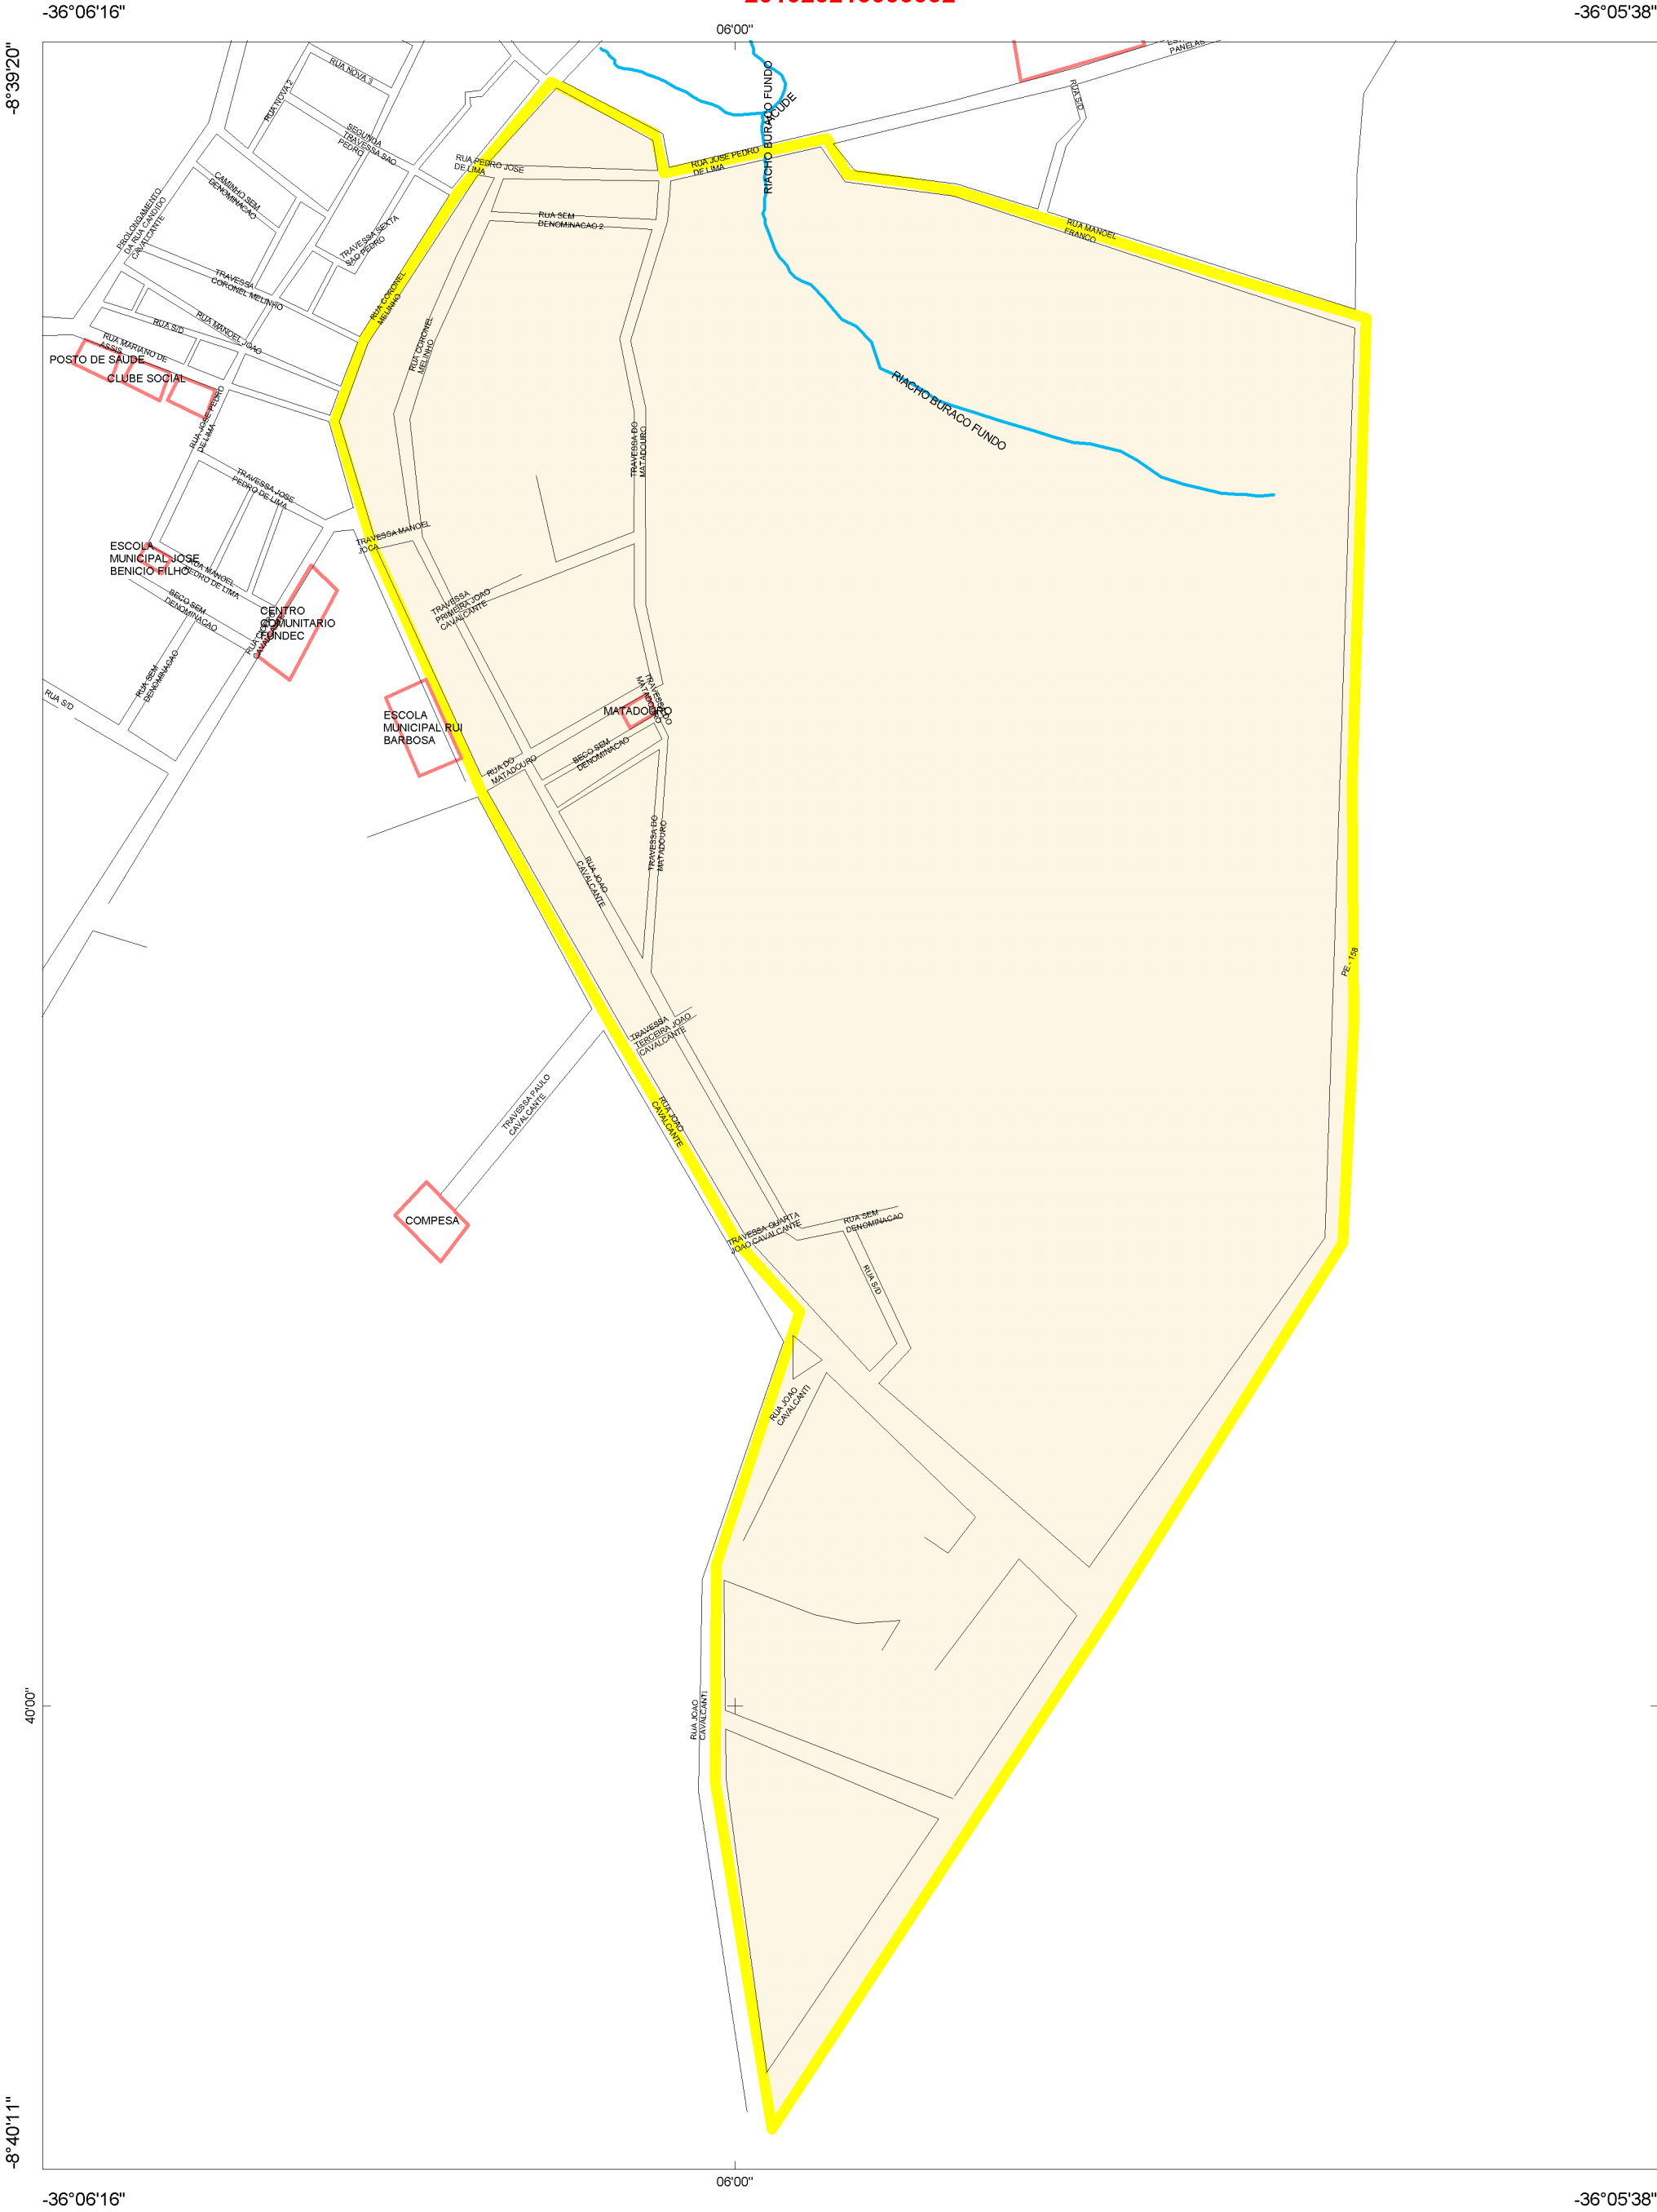 -36°06'16"
06'00"
-36°05'38"
-8°39'20"
PANELAS
RUA NOVA 3
RUA NOVA 2
RIACHO BURACO FUNDO
ACUDE
RUA S/D
SEGUNDA
TRAVESSA SAO
PEDRO
RUA PEDRO JOSE
DE LIMA
RUA JOSE PEDRO
DE LIMA
CAMINHO SEM
DENOMINACAO
PROLONGAMENTO
DA RUA CANDIDO
CAVALCANTE
RUA SEM
DENOMINACAO 2
TRAVESSA SEXTA
SAO PEDRO
RUA MANOEL
FRANCO
TRAVESSA
CORONEL MELINHO
RUA CORONEL
MELINHO
RUA S/D
RUA MANOEL JOAO
RUA CORONEL
MELINHO
RUA MARIANO DE
ASSIS
POSTO DE SAUDE
CLUBE SOCIAL
RIACHO BURACO FUNDO
RUA JOSE PEDRO
DE LIMA
TRAVESSA DO
MATADOURO
TRAVESSA JOSE
PEDRO DE LIMA
TRAVESSA MANOEL
JOCA
ESCOLA
MUNICIPAL JOSE
BENICIO FILHO
RUA MANOEL
PEDRO DE LIMA
BECO SEM
DENOMINACAO
TRAVESSA
PRIMEIRA JOAO
CAVALCANTE
CENTRO
COMUNITARIO
FUNDEC
RUA SEM
DENOMINACAO
RUA S/D
TRAVESSA DO
MATADOURO
MATADOURO
ESCOLA
MUNICIPAL RUI
BARBOSA
BECO SEM
DENOMINACAO
RUA DO
MATADOURO
TRAVESSA DO
MATADOURO
RUA JOAO
CAVALCANTE
PE - 158
TRAVESSA
TERCEIRA JOAO
CAVALCANTE
TRAVESSA PAULO
CAVALCANTE
RUA JOAO
CAVALCANTE
COMPESA
TRAVESSA QUARTA
JOAO CAVALCANTE
RUA SEM
DENOMINACAO
RUA S/D
RUA JOAO
CAVALCANTI
40'00"
RUA JOAO
CAVALCANTI
-8°40'11"
06'00"
-36°06'16"
-36°05'38"